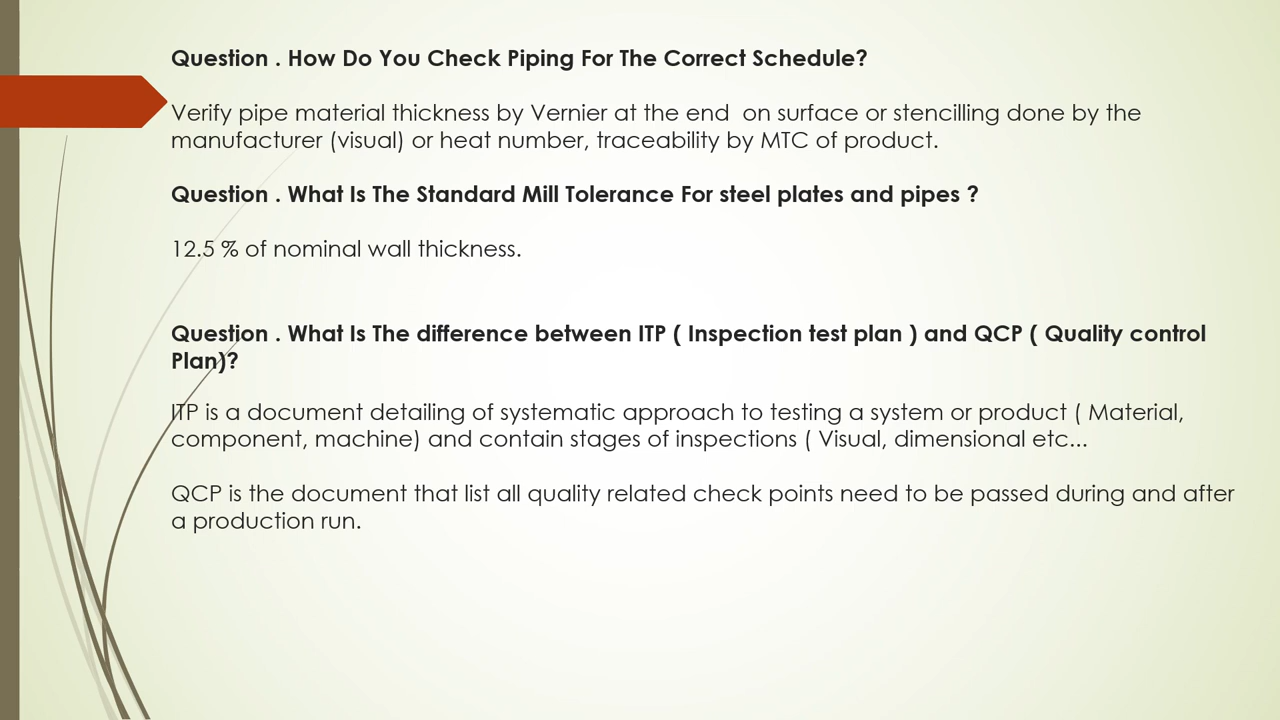 Question . How Do You Check Piping For The Correct Schedule?
Verify pipe material thickness by Vernier at the end  on surface or stencilling done by the
manufacturer (visual) or heat number, traceability by MTC of product.
Question . What Is The Standard Mill Tolerance For steel plates and pipes ?
12.5 % of nominal wall thickness.
Question . What Is The difference between ITP ( Inspection test plan ) and QCP ( Quality control
Plan)?
ITP is a document detailing of systematic approach to testing a system or product ( Material,
component, machine) and contain stages of inspections ( Visual, dimensional etc...
QCP is the document that list all quality related check points need to be passed during and after
a production run.